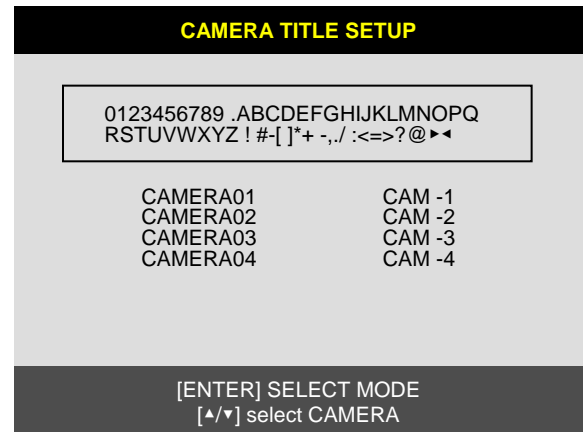 CAMERA TITLE SETUP
0123456789 .ABCDEFGHIJKLMNOPQ
RSTUVWXYZ ! #-[ ]*+ -,./ :<=>?@►◄
CAMERA01 CAM -1
CAMERA02 CAM -2
CAMERA03 CAM -3
CAMERA04 CAM -4
[ENTER] SELECT MODE
[▲/▼] select CAMERA